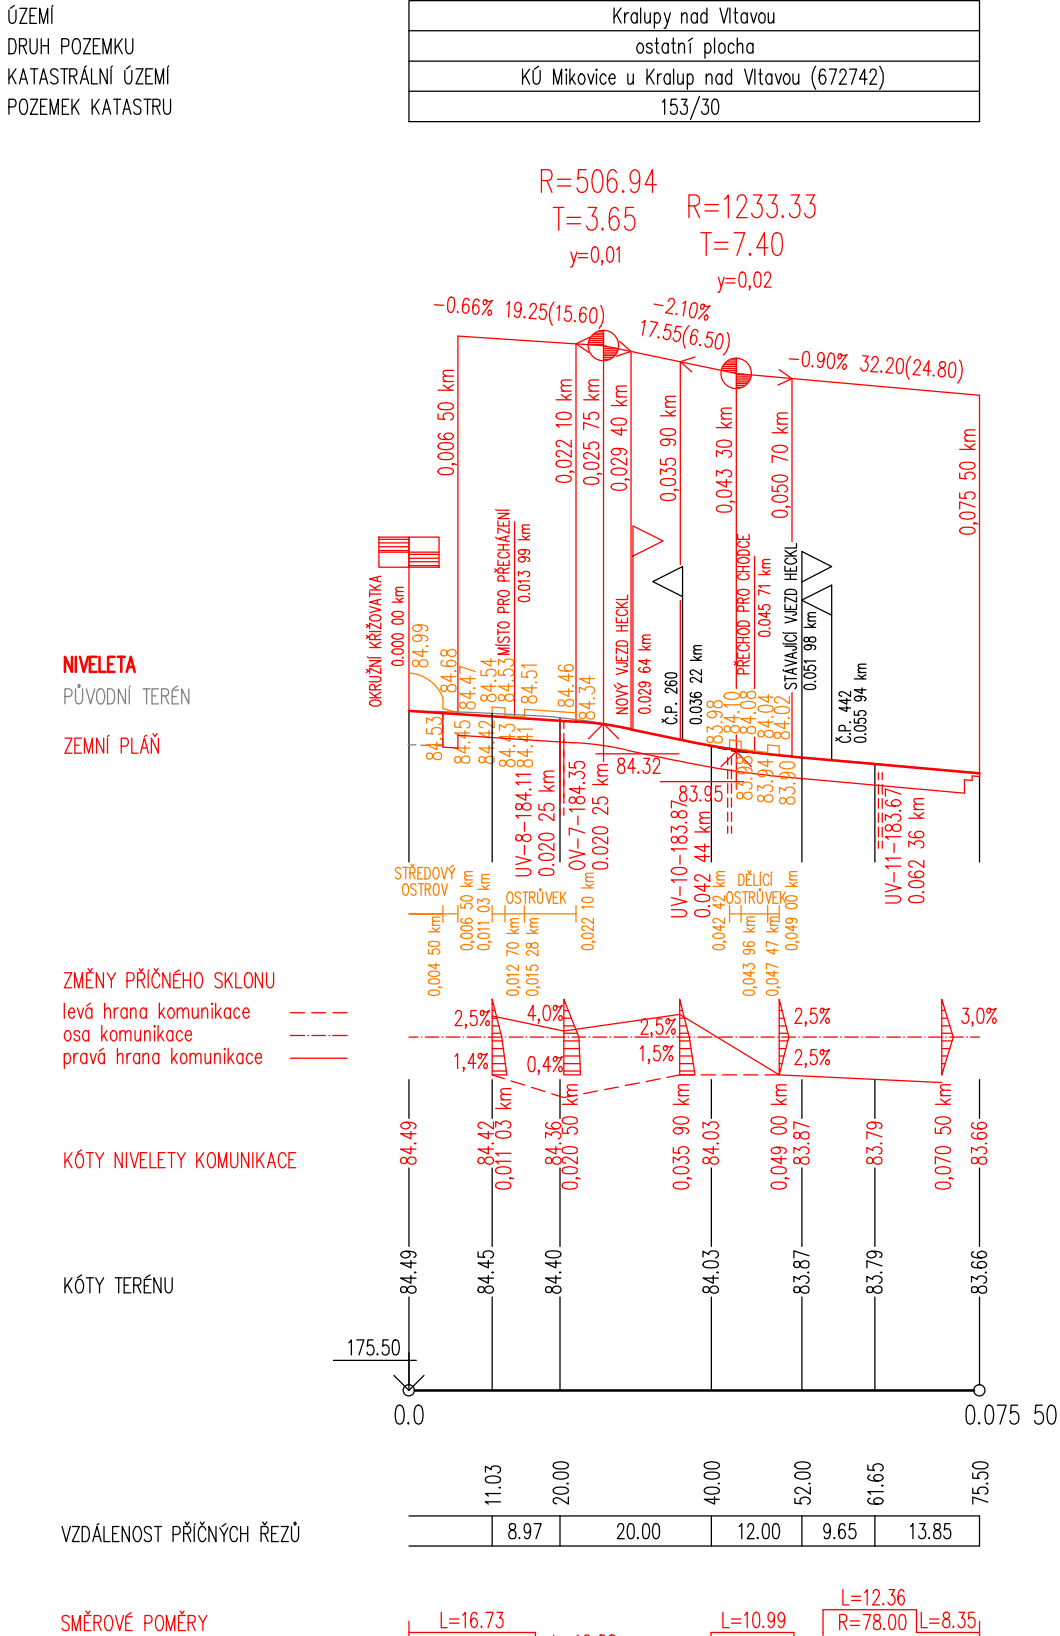 ÚZEMÍ
Kralupy nad Vltavou
DRUH POZEMKU
ostatní plocha
KATASTRÁLNÍ ÚZEMÍ
KÚ Mikovice u Kralup nad Vltavou (672742)
POZEMEK KATASTRU
153/30
R=506.94
T=3.65
y=0,01
R=1233.33
T=7.40
y=0,02
-0.66% 19.25(15.60)
-2.10%
17.55(6.50)
-0.90% 32.20(24.80)
0,006 50 km
0,022 10 km
0,025 75 km
0,029 40 km
0,035 90 km
0,043 30 km
0,050 70 km
0,075 50 km
OKRUŽNÍ KŘIŽOVATKA
0.000 00 km
MÍSTO PRO PŘECHÁZENÍ
0.013 99 km
NOVÝ VJEZD HECKL
0.029 64 km
Č.P. 260
0.036 22 km
PŘECHOD PRO CHODCE
0.045 71 km
STÁVAJÍCÍ VJEZD HECKL
0.051 98 km
Č.P. 442
0.055 94 km
NIVELETA
PŮVODNÍ TERÉN
ZEMNÍ PLÁŇ
84.99
84.68
84.47
84.54
84.53
84.51
84.46
84.34
83.98
84.10
84.08
84.04
84.02
84.53
84.45
84.42
84.43
84.41
83.98
83.94
83.90
84.32
83.95
UV-8-184.11
0.020 25 km
OV-7-184.35
0.020 25 km
UV-10-183.87
0.042 44 km
UV-11-183.67
0.062 36 km
STŘEDOVÝ
OSTROV
OSTRŮVEK
DĚLÍCÍ
OSTRŮVEK
0,004 50 km
0,006 50 km
0,011 03 km
0,012 70 km
0,015 28 km
0,022 10 km
0,042 42 km
0,043 96 km
0,047 47 km
0,049 00 km
ZMĚNY PŘÍČNÉHO SKLONU
levá hrana komunikace
osa komunikace
pravá hrana komunikace
2,5%
4,0%
2,5%
2,5%
3,0%
1,4%
0,4%
1,5%
2,5%
KÓTY NIVELETY KOMUNIKACE
84.49
84.42
0,011 03 km
84.36
0,020 50 km
0,035 90 km
84.03
0,049 00 km
83.87
83.79
0,070 50 km
83.66
KÓTY TERÉNU
84.49
84.45
84.40
84.03
83.87
83.79
83.66
175.50
0.0
0.075 50
11.03
20.00
40.00
52.00
61.65
75.50
VZDÁLENOST PŘÍČNÝCH ŘEZŮ
8.97
20.00
12.00
9.65
13.85
SMĚROVÉ POMĚRY
L=16.73
L=10.99
L=12.36
R=78.00
L=8.35